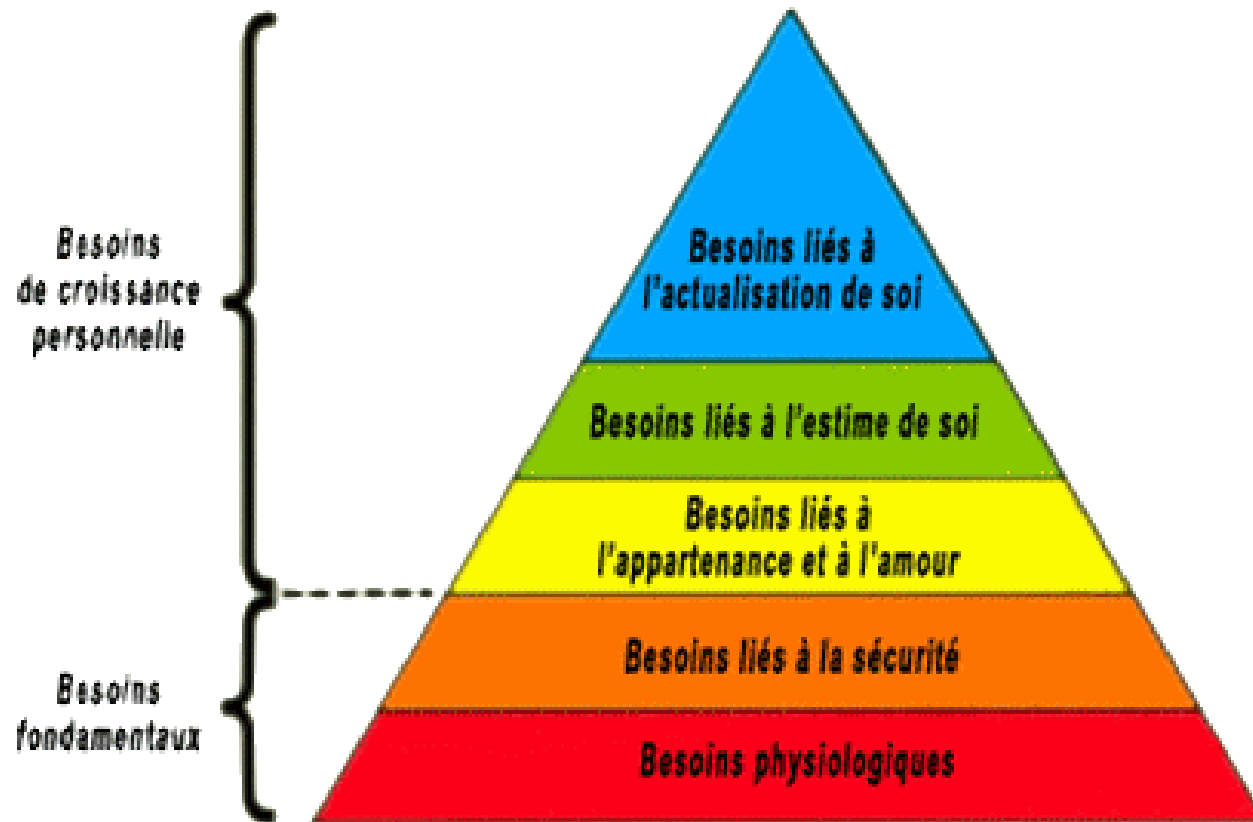 Besoins
de croissance
personnelle
Besoins
fondamentaux
Besoins liés à
l'actualisation de soi
Besoins liés à l'estime de soi
Besoins liés à
l'appartenance et à l'amour
Besoins liés à la sécurité
Besoins physiologiques